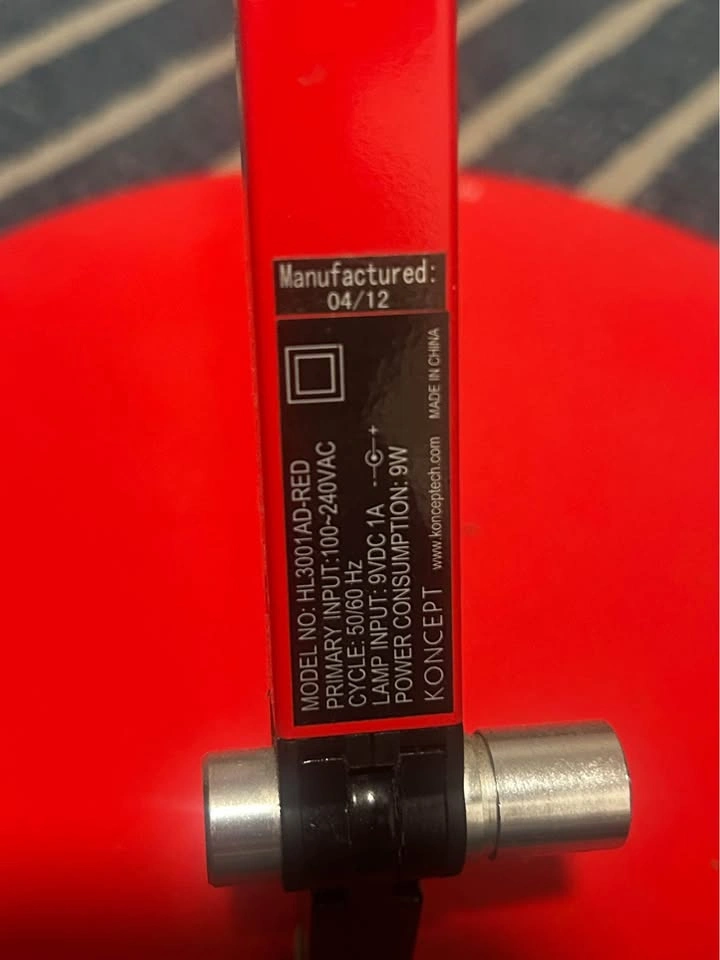 Manufactured:
04/12
MODEL NO: HL3001AD-RED
PRIMARY INPUT:100~240VAC
CYCLE: 50/60 Hz
LAMP INPUT: 9VDC 1A - +
POWER CONSUMPTION: 9W
KONCEPT www.konceptech.com MADE IN CHINA